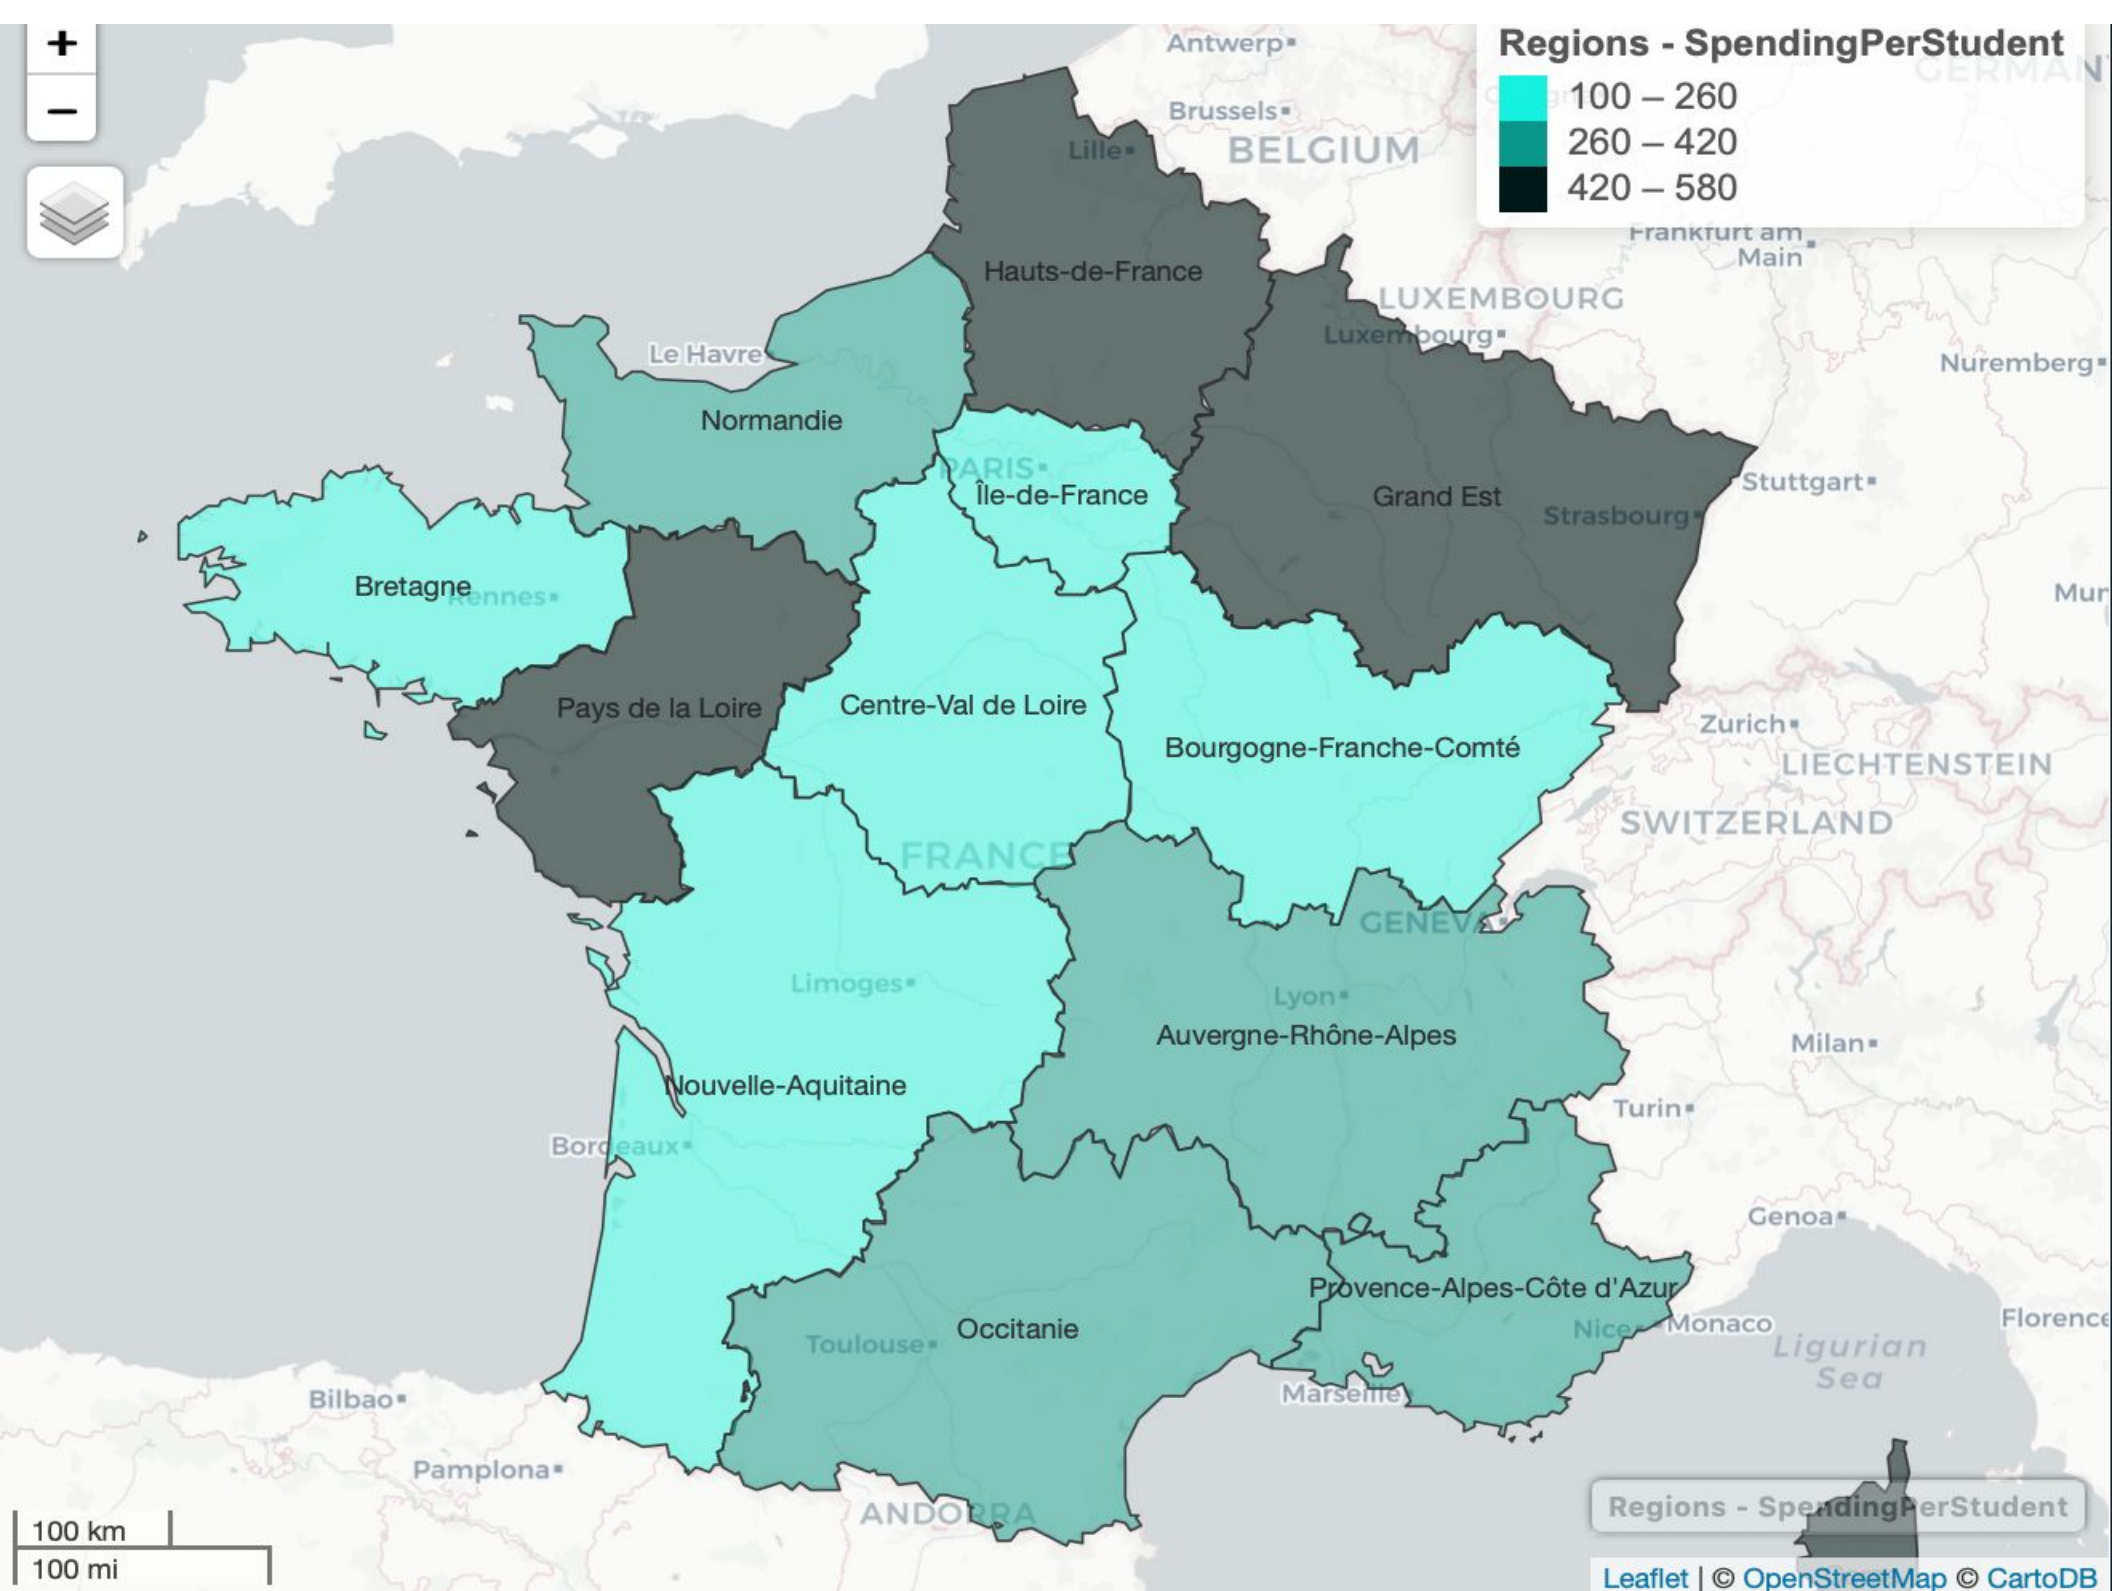 +
−
Regions - SpendingPerStudent
100 – 260
260 – 420
420 – 580
Antwerp
Brussels
BELGIUM
Lille
Frankfurt am
Main
Hauts-de-France
LUXEMBOURG
Luxembourg
Nuremberg
Le Havre
Normandie
PARIS
Île-de-France
Grand Est
Strasbourg
Stuttgart
Bretagne
Rennes
Mun
Pays de la Loire
Centre-Val de Loire
Bourgogne-Franche-Comté
Zurich
LIECHTENSTEIN
SWITZERLAND
FRANCE
GENEVA
Limoges
Lyon
Auvergne-Rhône-Alpes
Milan
Nouvelle-Aquitaine
Turin
Bordeaux
Genoa
Provence-Alpes-Côte d'Azur
Occitanie
Toulouse
Nice
Monaco
Florence
Ligurian
Sea
Marseille
Bilbao
Pamplona
ANDORRA
Regions - SpendingPerStudent
100 km
100 mi
Leaflet | © OpenStreetMap © CartoDB